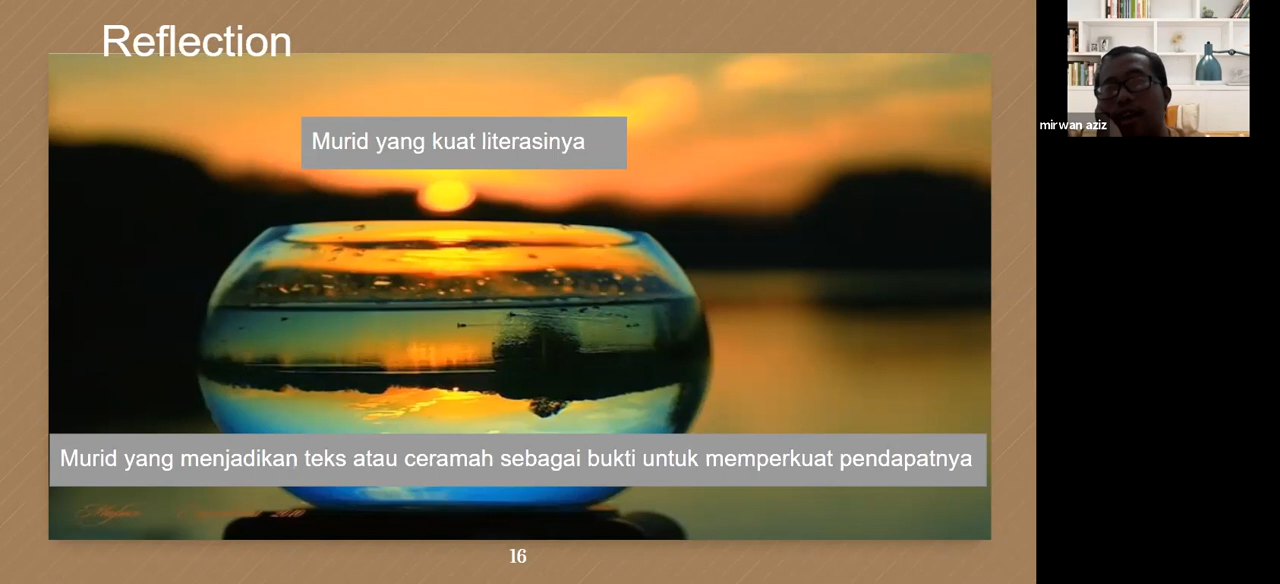 Reflection
mirwan aziz
Murid yang kuat literasinya
Murid yang menjadikan teks atau ceramah sebagai bukti untuk memperkuat pendapatnya
2010
16